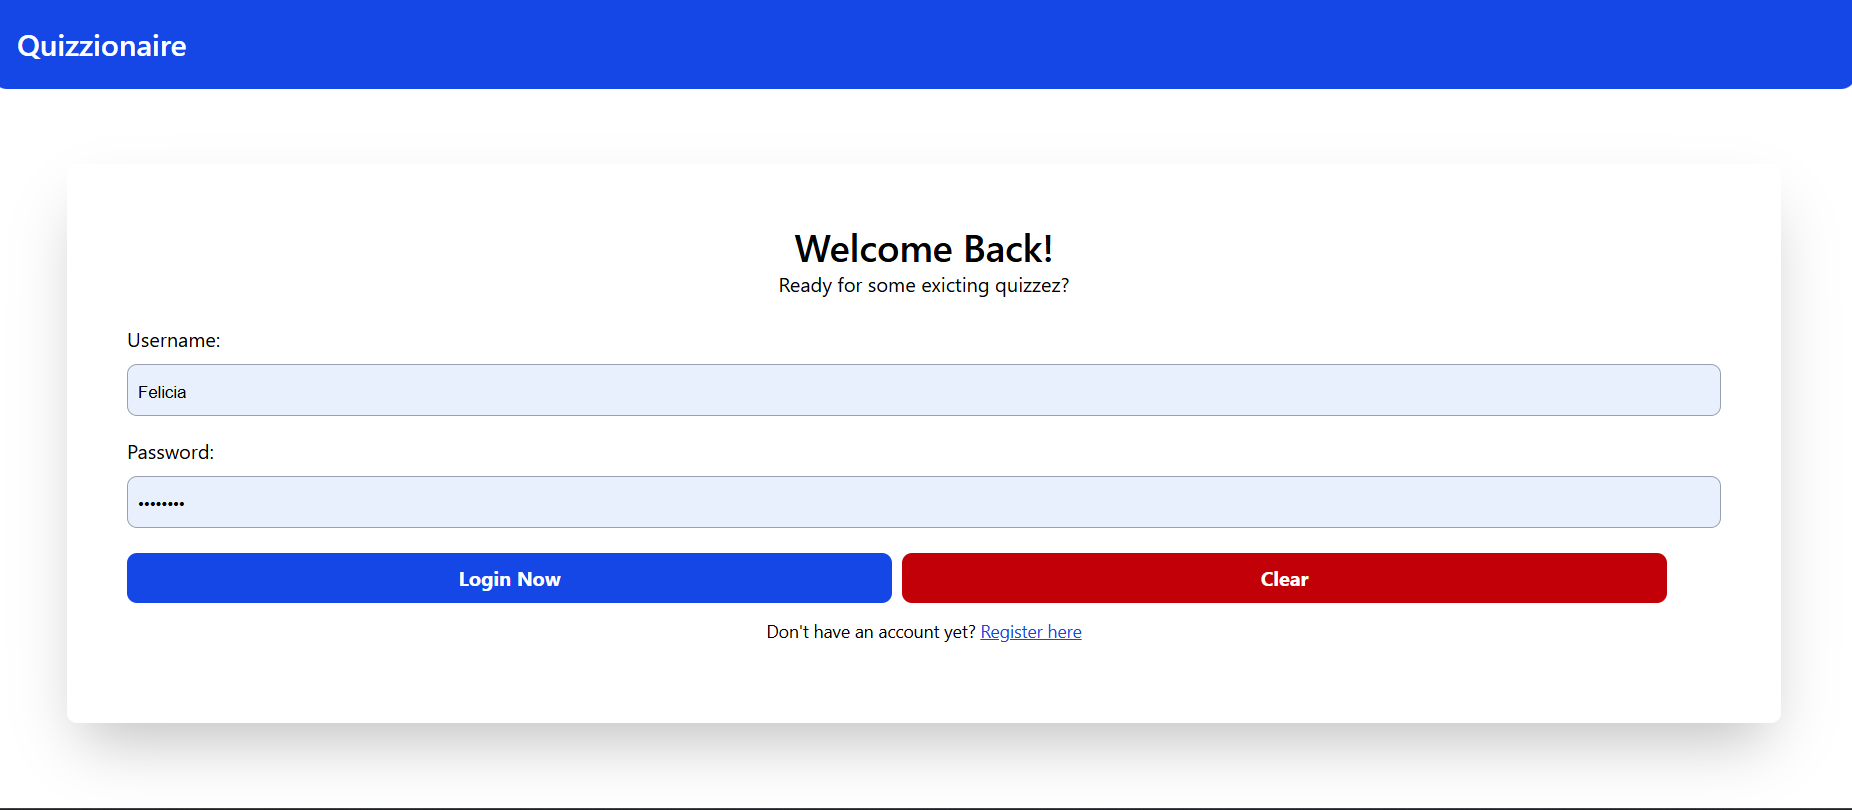 Quizzionaire
Welcome Back!
Ready for some exicting quizzez?
Username:
Felicia
Password:
••••••••
Login Now
Clear
Don't have an account yet? Register here